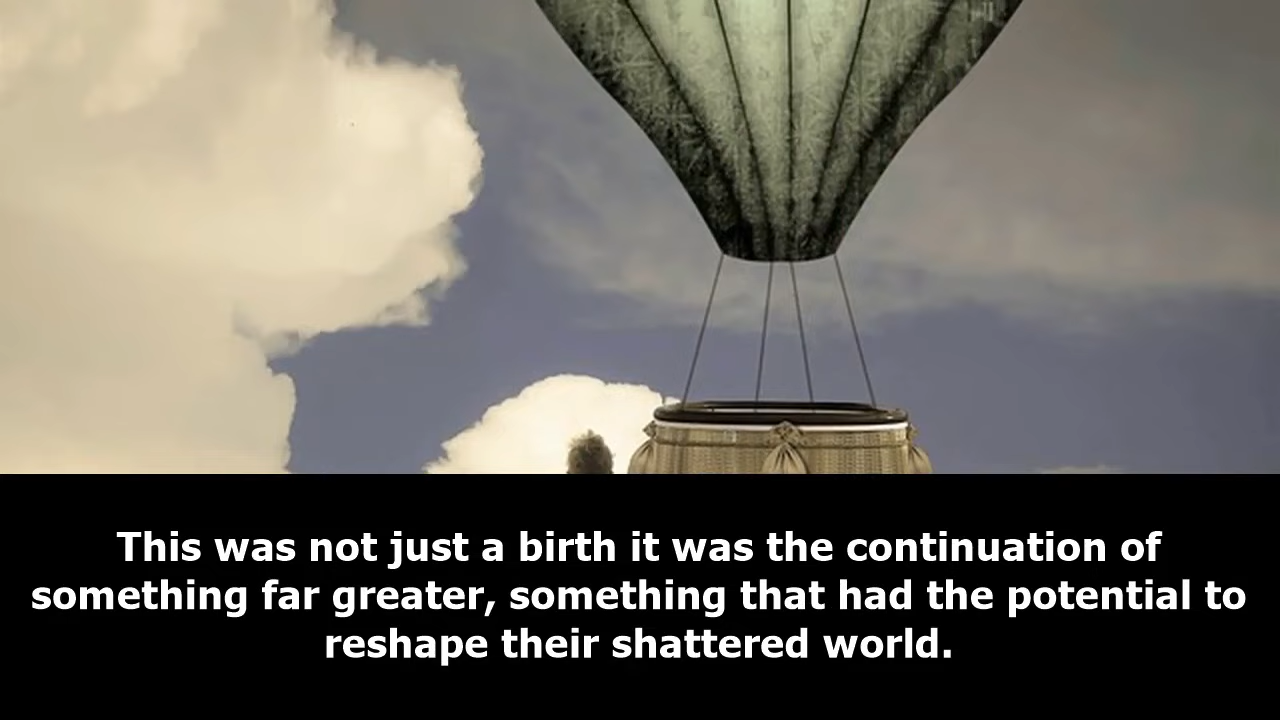 This was not just a birth it was the continuation of
something far greater, something that had the potential to
reshape their shattered world.